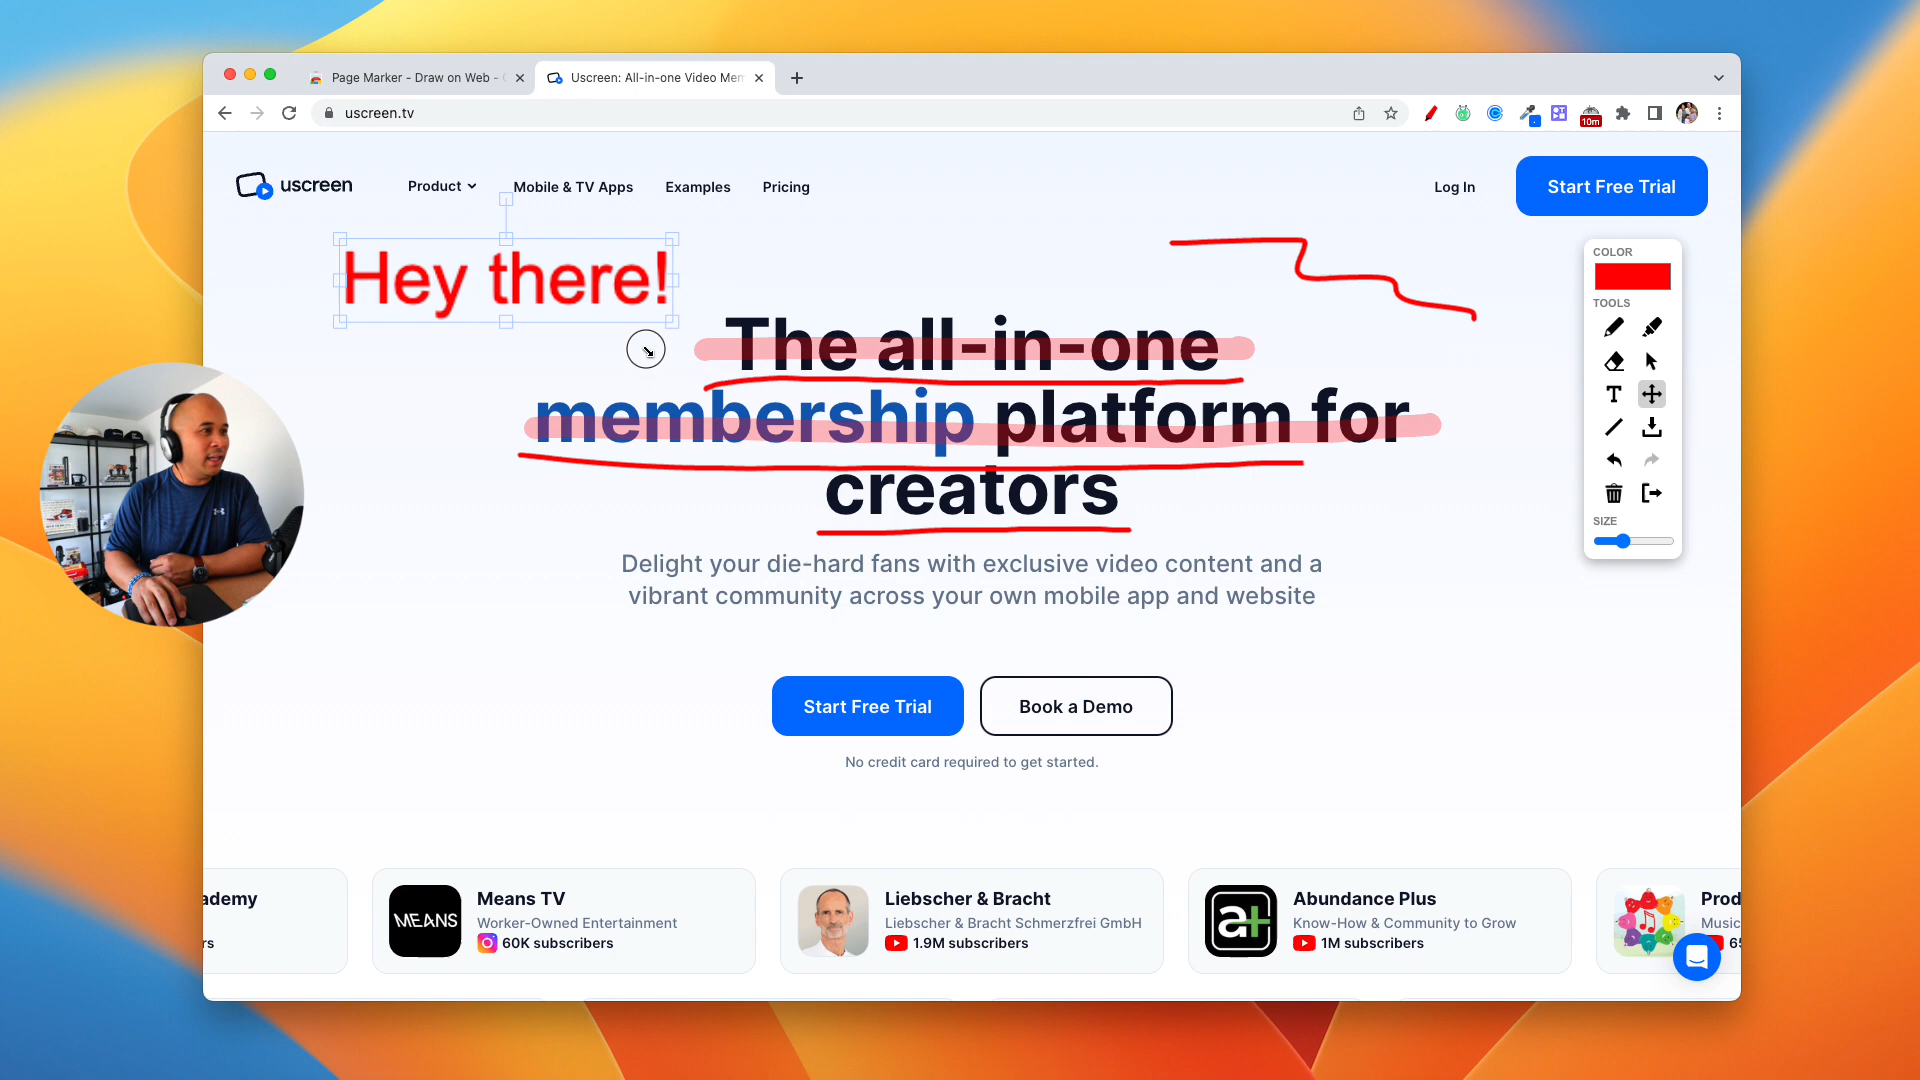 Page Marker - Draw on Web -
Uscreen: All-in-one Video Mem
uscreen.tv
10m
uscreen
Product
Mobile & TV Apps
Examples
Pricing
Log In
Start Free Trial
Hey there!
COLOR
TOOLS
T
SIZE
The all-in-one
membership platform for
creators
Delight your die-hard fans with exclusive video content and a
vibrant community across your own mobile app and website
Start Free Trial
Book a Demo
No credit card required to get started.
ademy
rs
MEANS
Means TV
Worker-Owned Entertainment
60K subscribers
Liebscher & Bracht
Liebscher & Bracht Schmerzfrei GmbH
1.9M subscribers
a+
Abundance Plus
Know-How & Community to Grow
1M subscribers
Prod
Music